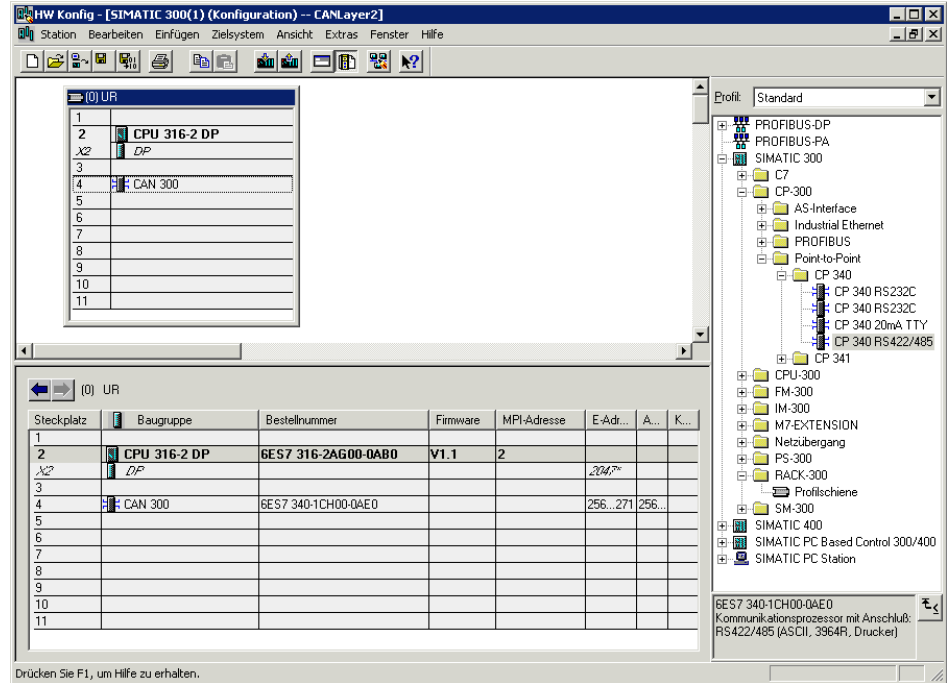 HW Konfig - [SIMATIC 300(1) (Konfiguration) -- CANLayer2]
Station Bearbeiten Einfügen Zielsystem Ansicht Extras Fenster Hilfe
(0) UR
1
2 CPU 316-2 DP
X2 DP
3
4 CAN 300
5
6
7
8
9
10
11
Profil: Standard
PROFIBUS-DP
PROFIBUS-PA
SIMATIC 300
C7
CP-300
AS-Interface
Industrial Ethernet
PROFIBUS
Point-to-Point
CP 340
CP 340 RS232C
CP 340 RS232C
CP 340 20mA TTY
CP 340 RS422/485
CP 341
CPU-300
FM-300
IM-300
M7-EXTENSION
Netzübergang
PS-300
RACK-300
Profilschiene
SM-300
SIMATIC 400
SIMATIC PC Based Control 300/400
SIMATIC PC Station
(0) UR
Steckplatz Baugruppe Bestellnummer Firmware MPI-Adresse E-Adr... A... K...
1
2 CPU 316-2 DP 6ES7 316-2AG00-0AB0 V1.1 2
X2 DP 2047*
3
4 CAN 300 6ES7 340-1CH00-0AE0 256...271 256...
5
6
7
8
9
10
11
6ES7 340-1CH00-0AE0
Kommunikationsprozessor mit Anschluß:
RS422/485 (ASCII, 3964R, Drucker)
Drücken Sie F1, um Hilfe zu erhalten.